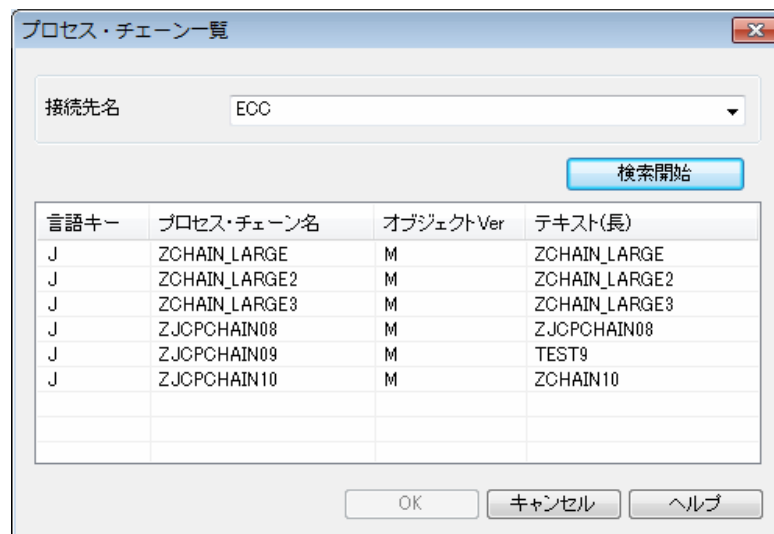 プロセス・チェーン一覧
接続先名 ECC
検索開始
言語キー プロセス・チェーン名 オブジェクトVer テキスト(長)
J ZCHAIN_LARGE M ZCHAIN_LARGE
J ZCHAIN_LARGE2 M ZCHAIN_LARGE2
J ZCHAIN_LARGE3 M ZCHAIN_LARGE3
J ZJCPCHAIN08 M ZJCPCHAIN08
J ZJCPCHAIN09 M TEST9
J ZJCPCHAIN10 M ZCHAIN10
OK キャンセル ヘルプ